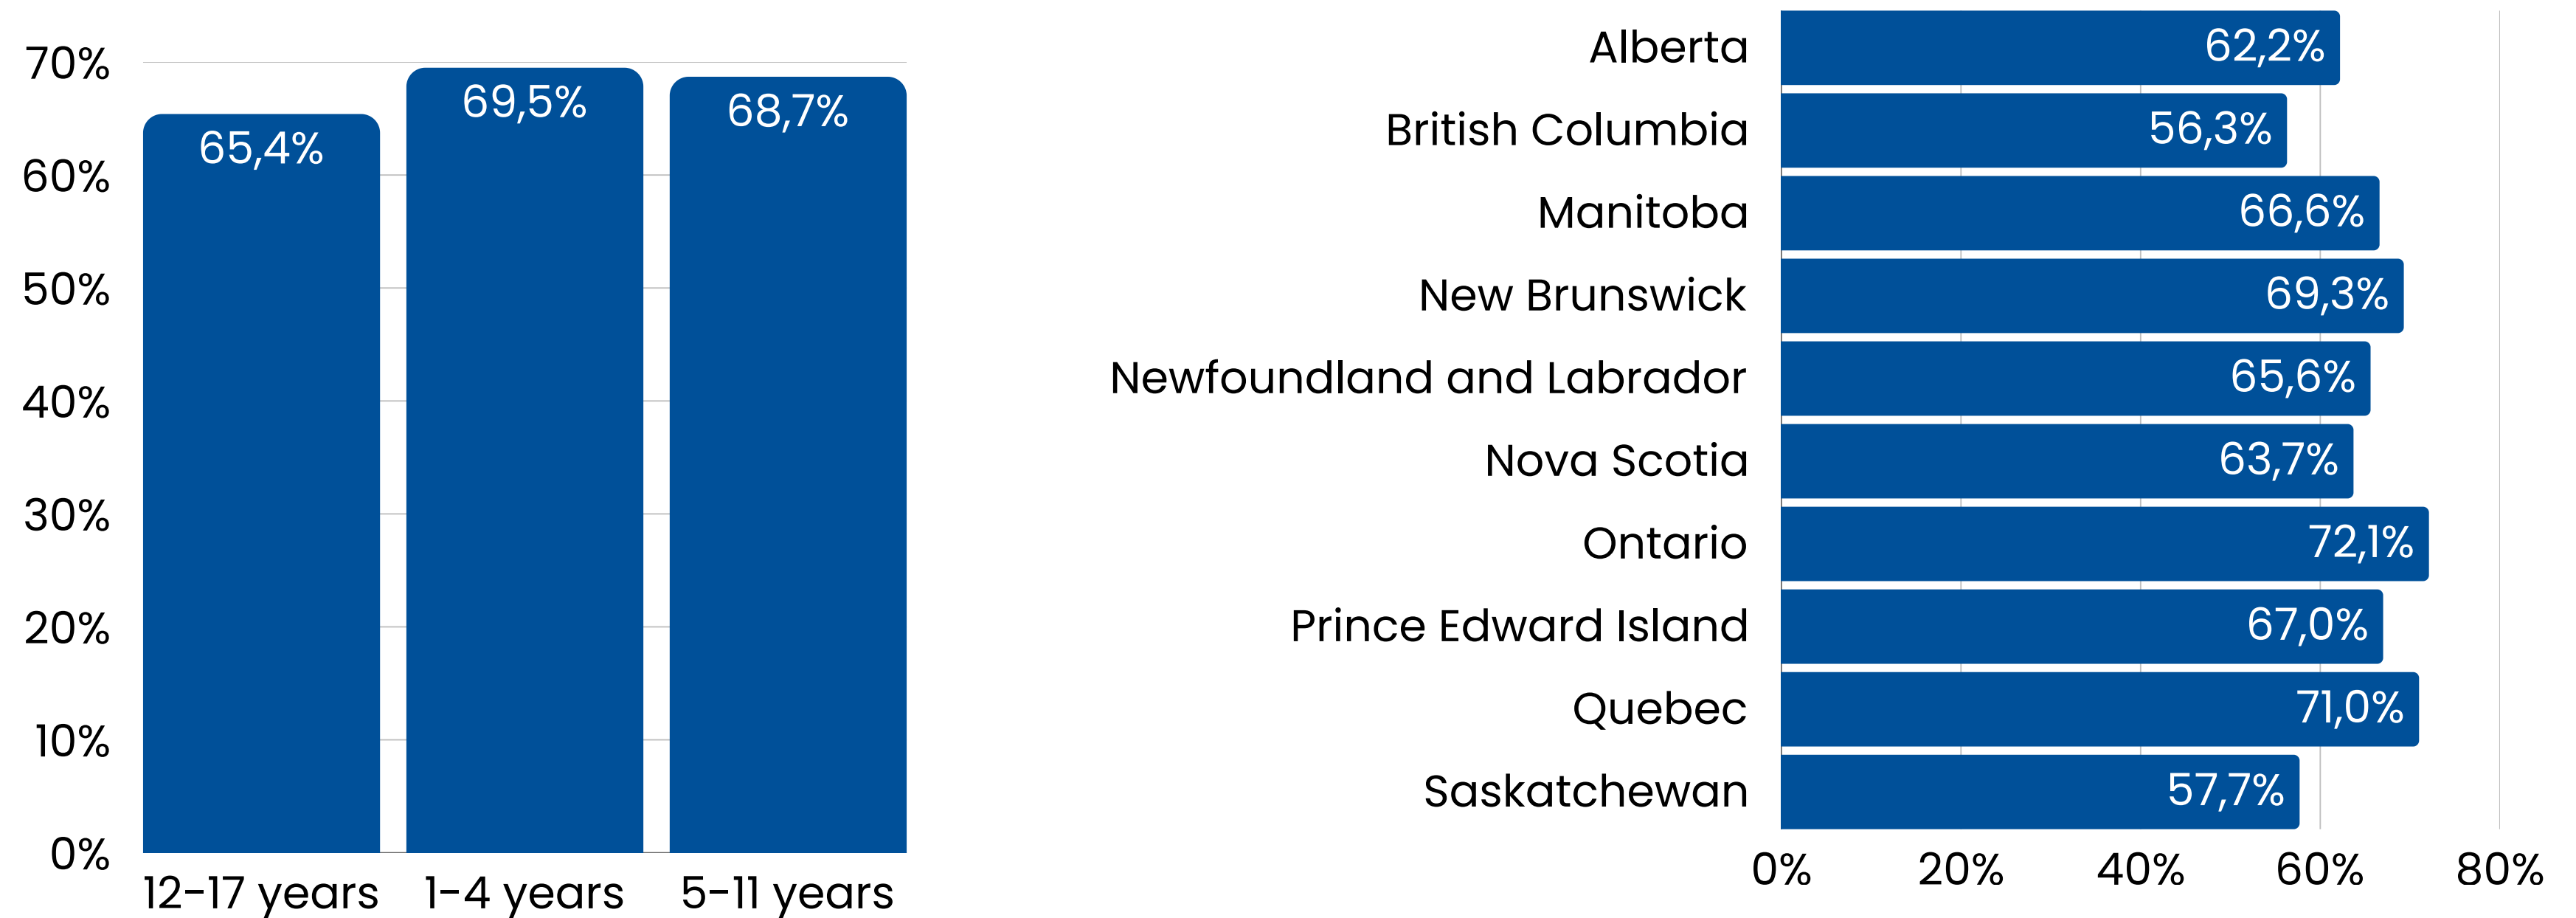 70%
60%
50%
40%
30%
20%
10%
0%
65,4%
69,5%
68,7%
12-17 years
1-4 years
5-11 years
Alberta 62,2%
British Columbia 56,3%
Manitoba 66,6%
New Brunswick 69,3%
Newfoundland and Labrador 65,6%
Nova Scotia 63,7%
Ontario 72,1%
Prince Edward Island 67,0%
Quebec 71,0%
Saskatchewan 57,7%
0% 20% 40% 60% 80%